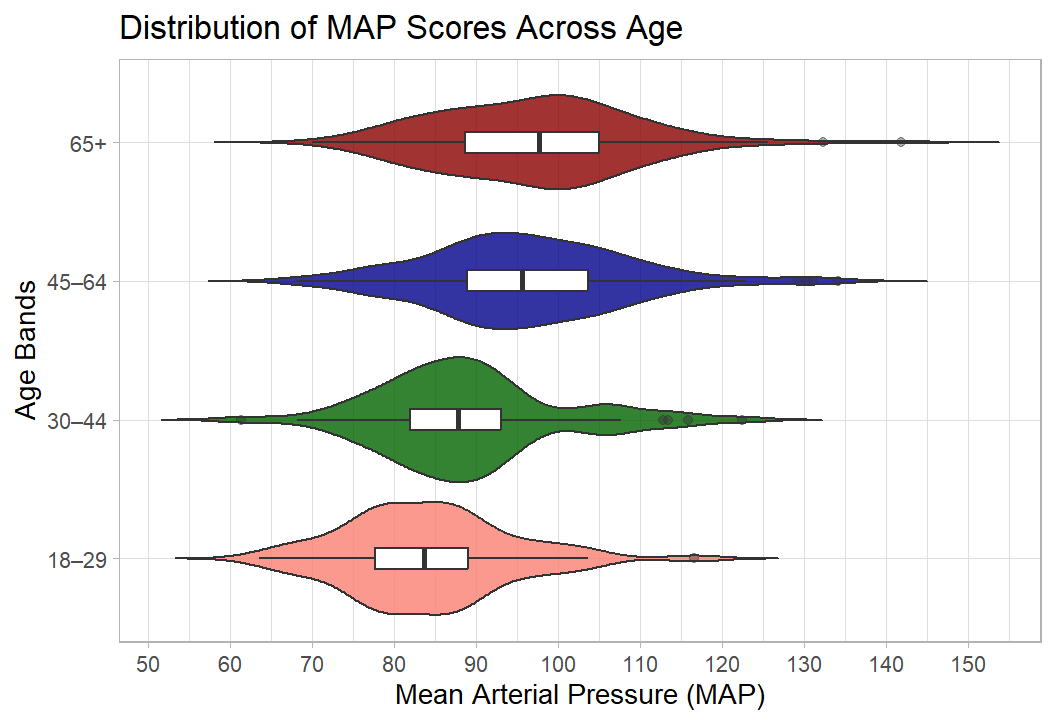 Distribution of MAP Scores Across Age
Age Bands
65+
45–64
30–44
18–29
50 60 70 80 90 100 110 120 130 140 150
Mean Arterial Pressure (MAP)